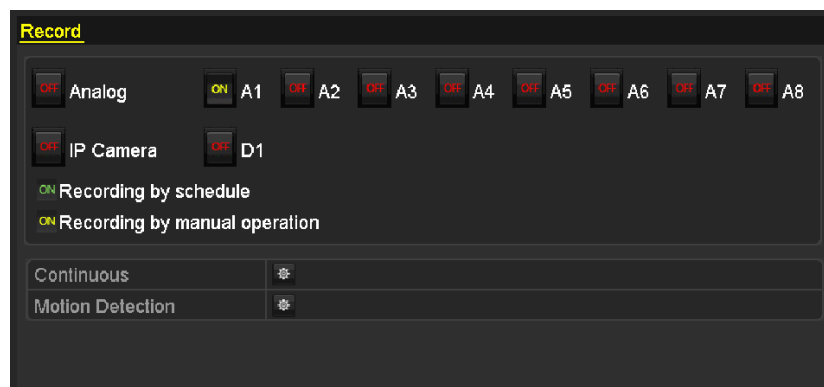 Record
OFF Analog ON A1 OFF A2 OFF A3 OFF A4 OFF A5 OFF A6 OFF A7 OFF A8
OFF IP Camera OFF D1
ON Recording by schedule
ON Recording by manual operation
Continuous
Motion Detection